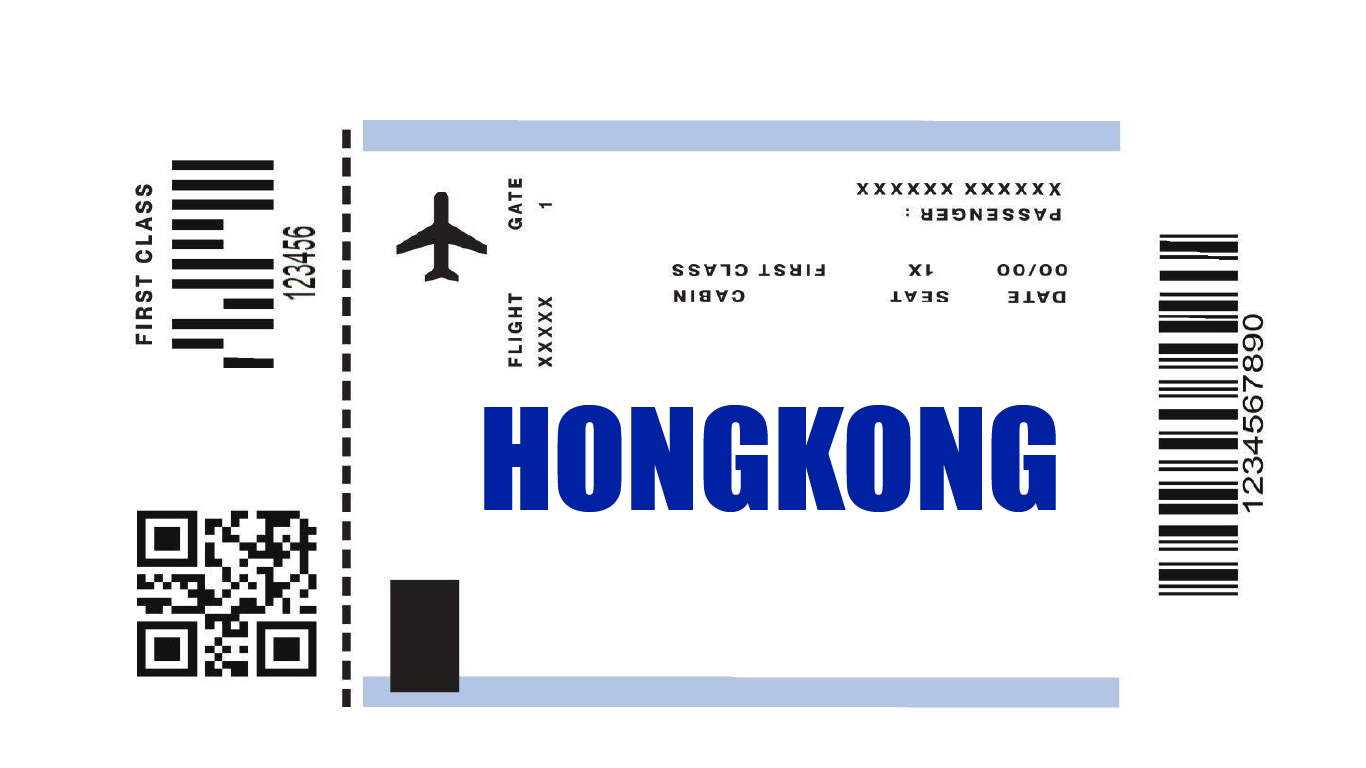 FIRST CLASS
123456
GATE
1
FLIGHT
XXXXX
PASSENGER :
XXXXXX XXXXXX
DATE
00/00
SEAT
1X
CABIN
FIRST CLASS
HONGKONG
1234567890